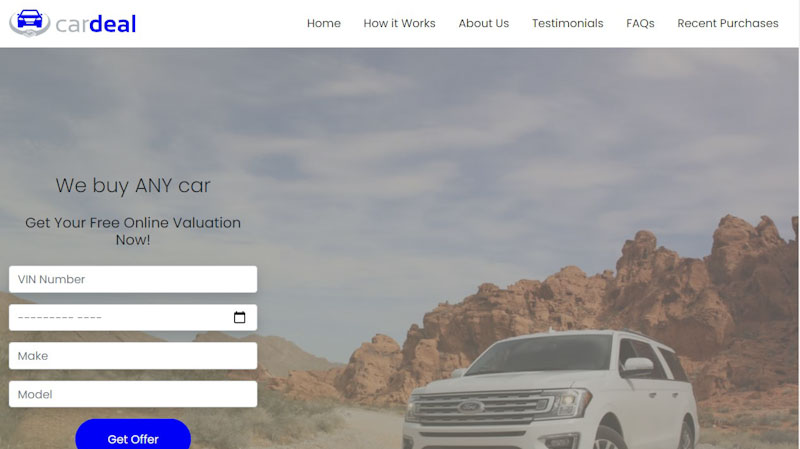 cardeal
Home How it Works About Us Testimonials FAQs Recent Purchases
We buy ANY car
Get Your Free Online Valuation
Now!
VIN Number
--------- ----
Make
Model
Get Offer
Ford